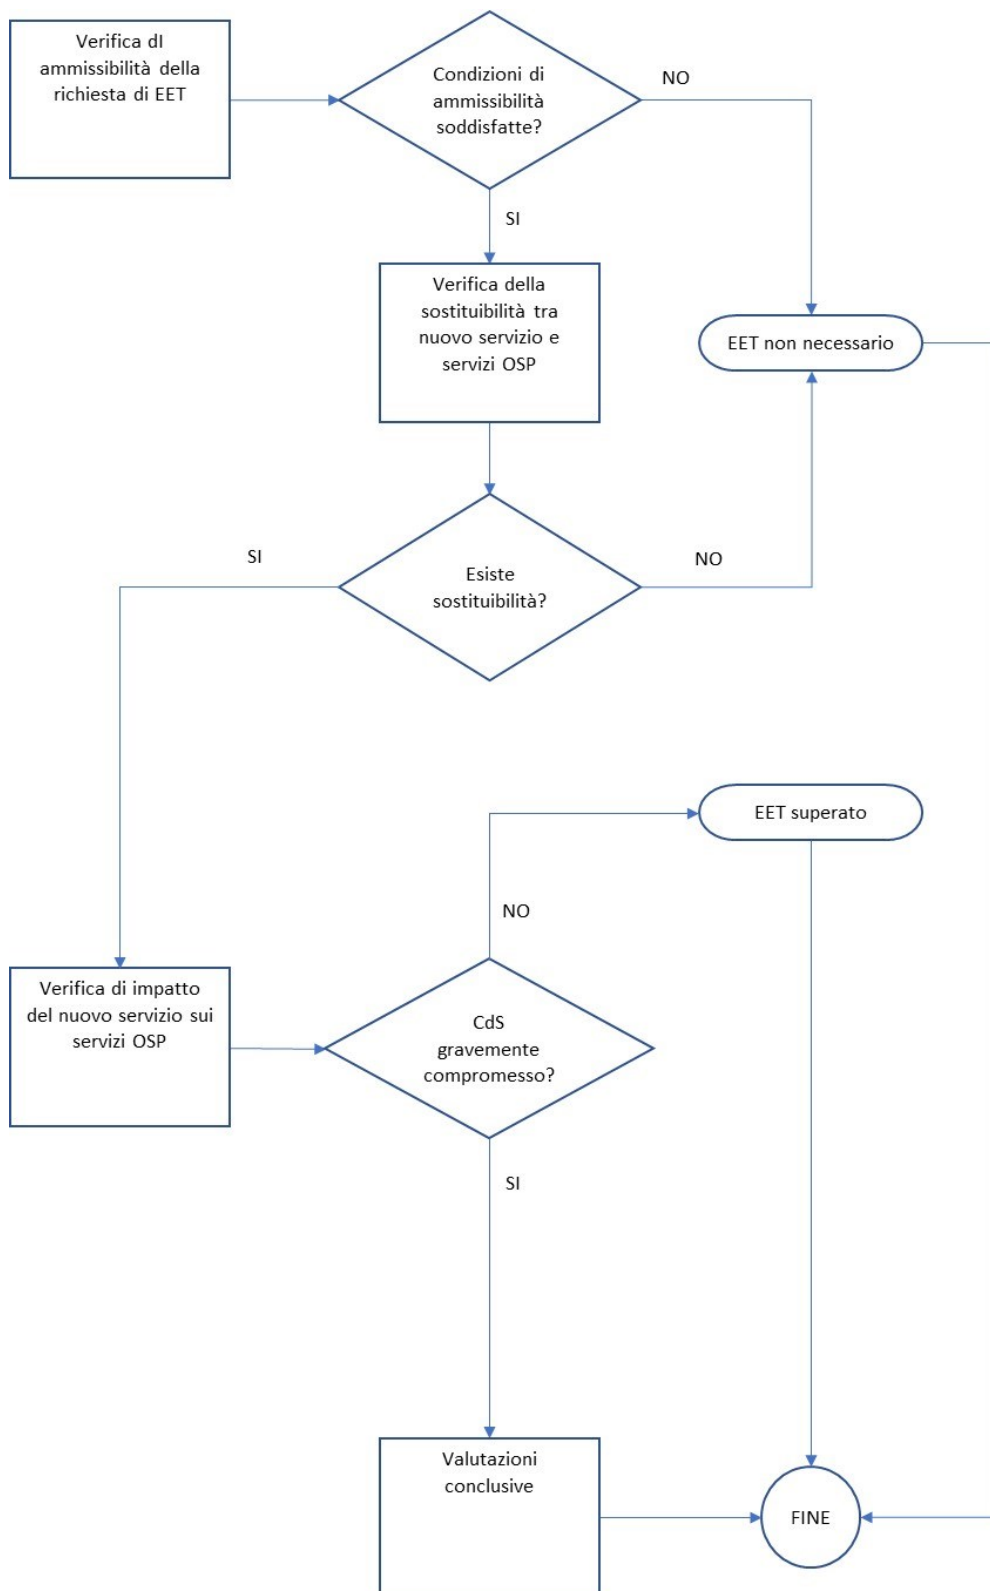 Verifica dI
ammissibilità della
richiesta di EET
Condizioni di
ammissibilità
soddisfatte?
NO
SI
Verifica della
sostituibilità tra
nuovo servizio e
servizi OSP
EET non necessario
SI
Esiste
sostituibilità?
NO
EET superato
NO
Verifica di impatto
del nuovo servizio sui
servizi OSP
CdS
gravemente
compromesso?
SI
Valutazioni
conclusive
FINE